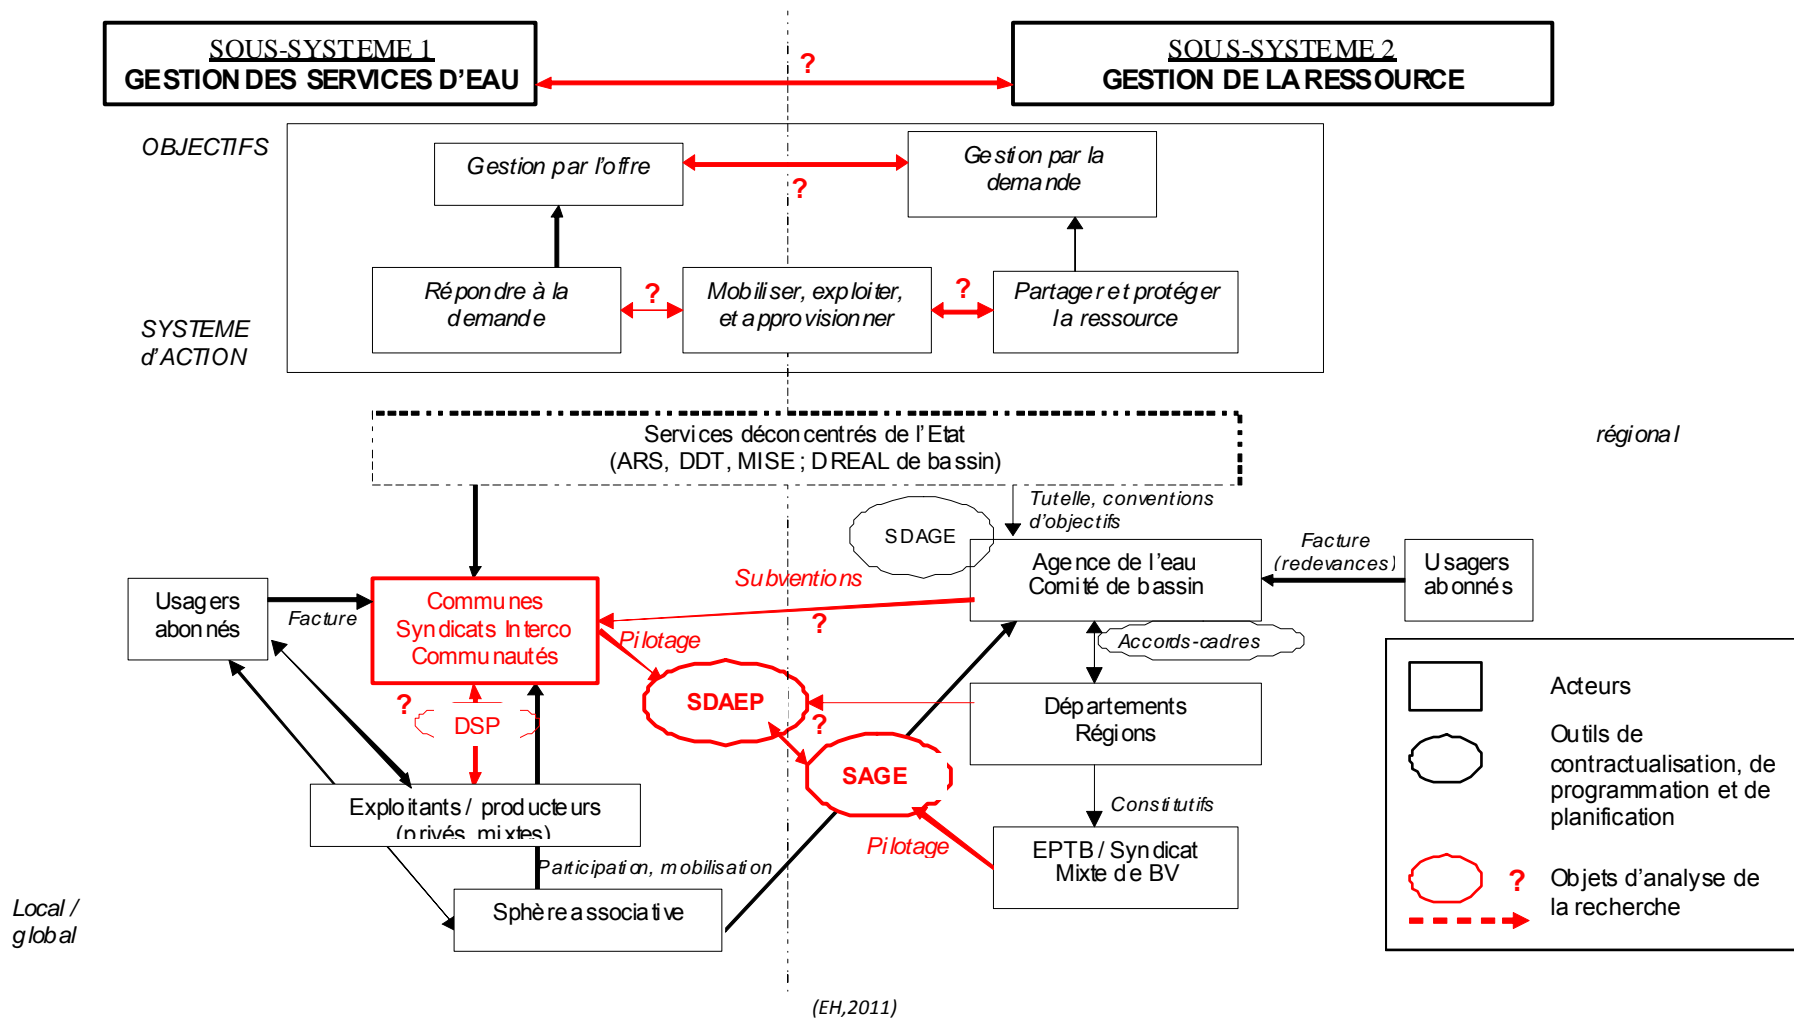 SOUS-SYSTEME 1
GESTION DES SERVICES D'EAU
?
SOUS-SYSTEME 2
GESTION DE LA RESSOURCE
OBJECTIFS
Gestion par l'offre
?
Gestion par la
demande
SYSTEME
d'ACTION
Répondre à la
demande
?
Mobiliser, exploiter,
et approvisionner
?
Partager et protéger
la ressource
Services déconcentrés de l'Etat
(ARS, DDT, MISE ; DREAL de bassin)
régional
Tutelle, conventions
d'objectifs
SDAGE
Agence de l'eau
Comité de bassin
Facture
(redevances)
Usagers
abonnés
Usagers
abonnés
Facture
Communes
Syndicats Interco
Communautés
Subventions
?
Pilotage
Accords-cadres
?
DSP
SDAEP
?
Départements
Régions
SAGE
Exploitants / producteurs
(privés, mixtes)
Constitutifs
Pilotage
EPTB / Syndicat
Mixte de BV
Participation, mobilisation
Sphère associative
Local /
global
Acteurs
Outils de
contractualisation, de
programmation et de
planification
?
Objets d'analyse de
la recherche
(EH,2011)